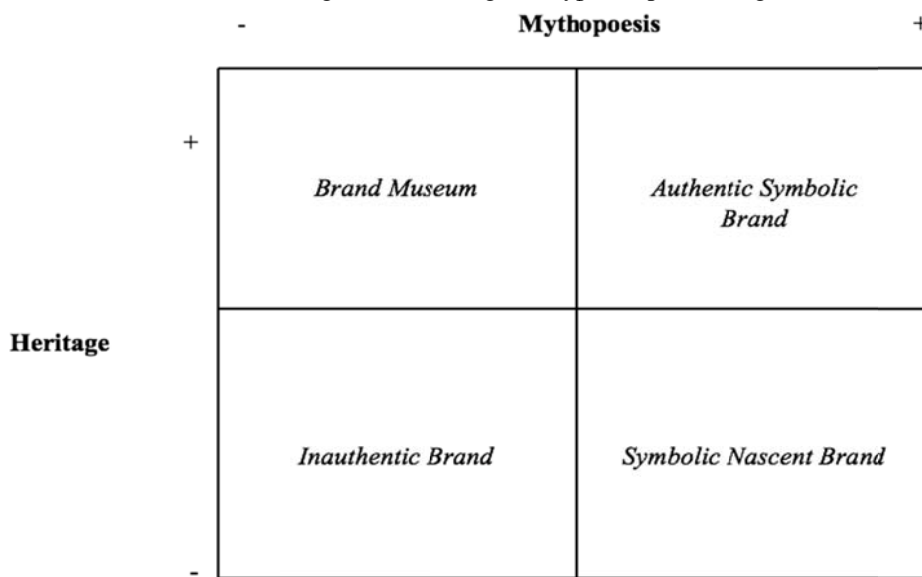 -
Mythopoesis
+
+
Brand Museum
Authentic Symbolic
Brand
Heritage
Inauthentic Brand
Symbolic Nascent Brand
-